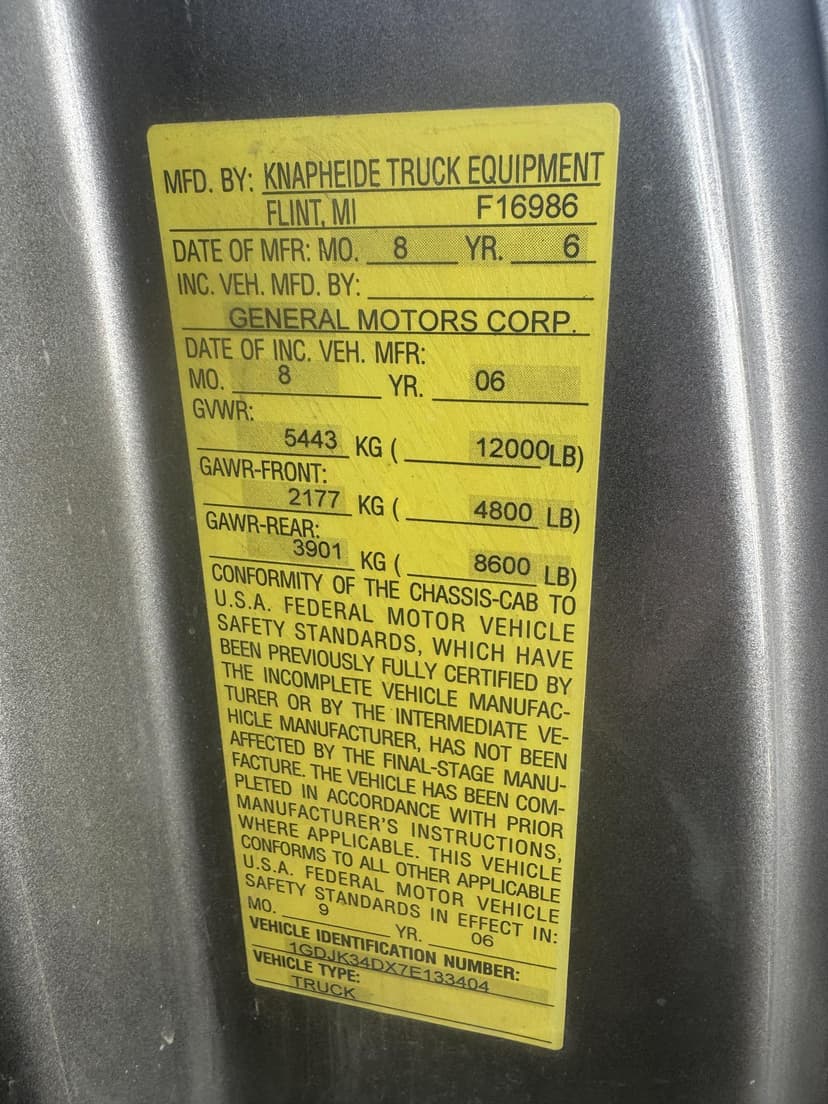 MFD. BY: KNAPHEIDE TRUCK EQUIPMENT
FLINT, MI F16986
DATE OF MFR: MO. 8 YR. 6
INC. VEH. MFD. BY:
GENERAL MOTORS CORP.
DATE OF INC. VEH. MFR:
MO. 8 YR. 06
GVWR:
5443 KG ( 12000 LB)
GAWR-FRONT:
2177 KG ( 4800 LB)
GAWR-REAR:
3901 KG ( 8600 LB)
CONFORMITY OF THE CHASSIS-CAB TO
U.S.A. FEDERAL MOTOR VEHICLE
SAFETY STANDARDS, WHICH HAVE
BEEN PREVIOUSLY FULLY CERTIFIED BY
THE INCOMPLETE VEHICLE MANUFAC-
TURER OR BY THE INTERMEDIATE VE-
HICLE MANUFACTURER, HAS NOT BEEN
AFFECTED BY THE FINAL-STAGE MANU-
FACTURE. THE VEHICLE HAS BEEN COM-
PLETED IN ACCORDANCE WITH PRIOR
MANUFACTURER'S INSTRUCTIONS,
WHERE APPLICABLE. THIS VEHICLE
CONFORMS TO ALL OTHER APPLICABLE
U.S.A. FEDERAL MOTOR VEHICLE
SAFETY STANDARDS IN EFFECT IN:
MO. 9 YR. 06
VEHICLE IDENTIFICATION NUMBER:
1GDJK34DX7E133404
VEHICLE TYPE:
TRUCK